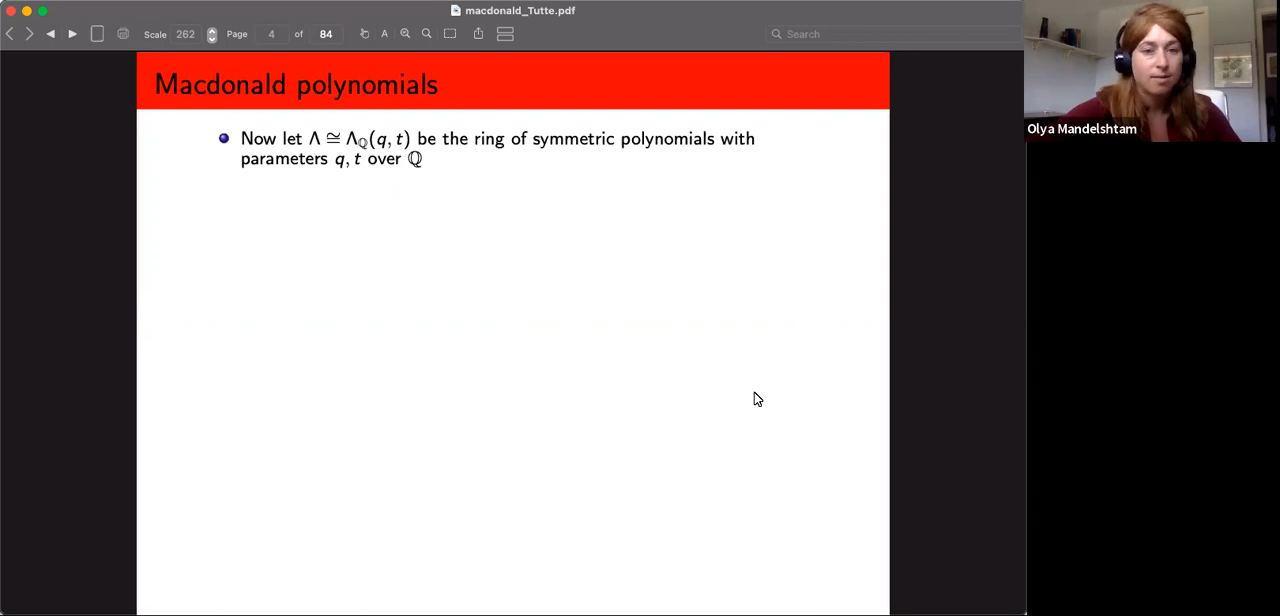 macdonald_Tutte.pdf
Scale 262 Page 4 of 84 A Search
Macdonald polynomials
Now let Λ ≅ Λ_ℚ(q, t) be the ring of symmetric polynomials with
parameters q, t over ℚ
Olya Mandelshtam